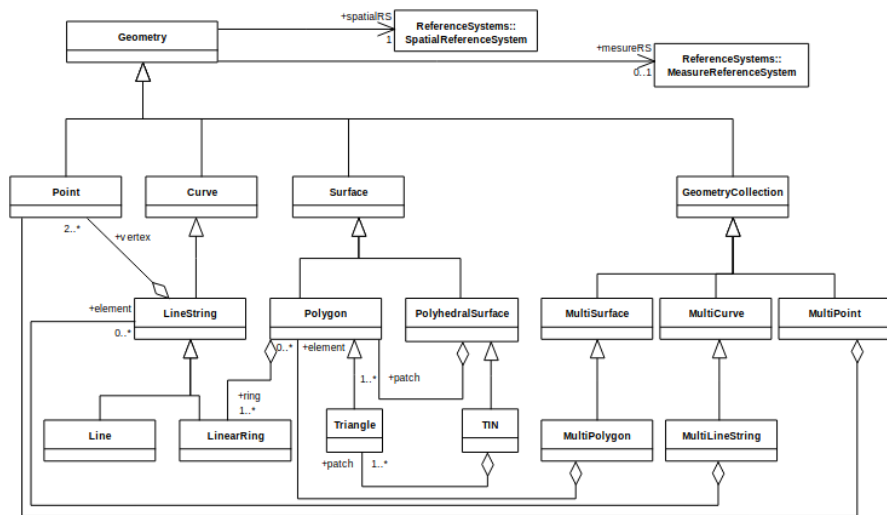 +spatialRS
1
ReferenceSystems::
SpatialReferenceSystem
Geometry
+mesureRS
0..1
ReferenceSystems::
MeasureReferenceSystem
Point
Curve
Surface
GeometryCollection
2..*
+vertex
+element
0..*
LineString
Polygon
PolyhedralSurface
MultiSurface
MultiCurve
MultiPoint
0..*
+element
1..*
+patch
+ring
1..*
Line
LinearRing
Triangle
TIN
MultiPolygon
MultiLineString
+patch
1..*